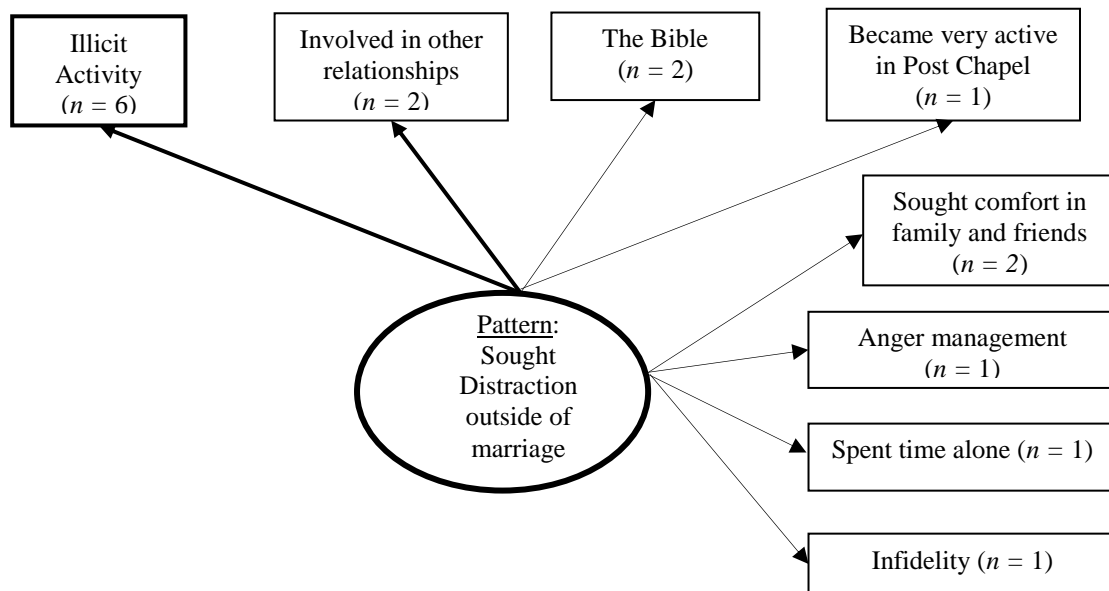 Illicit
Activity
(n = 6)
Involved in other
relationships
(n = 2)
The Bible
(n = 2)
Became very active
in Post Chapel
(n = 1)
Sought comfort in
family and friends
(n = 2)
Anger management
(n = 1)
Spent time alone (n = 1)
Infidelity (n = 1)
Pattern:
Sought
Distraction
outside of
marriage